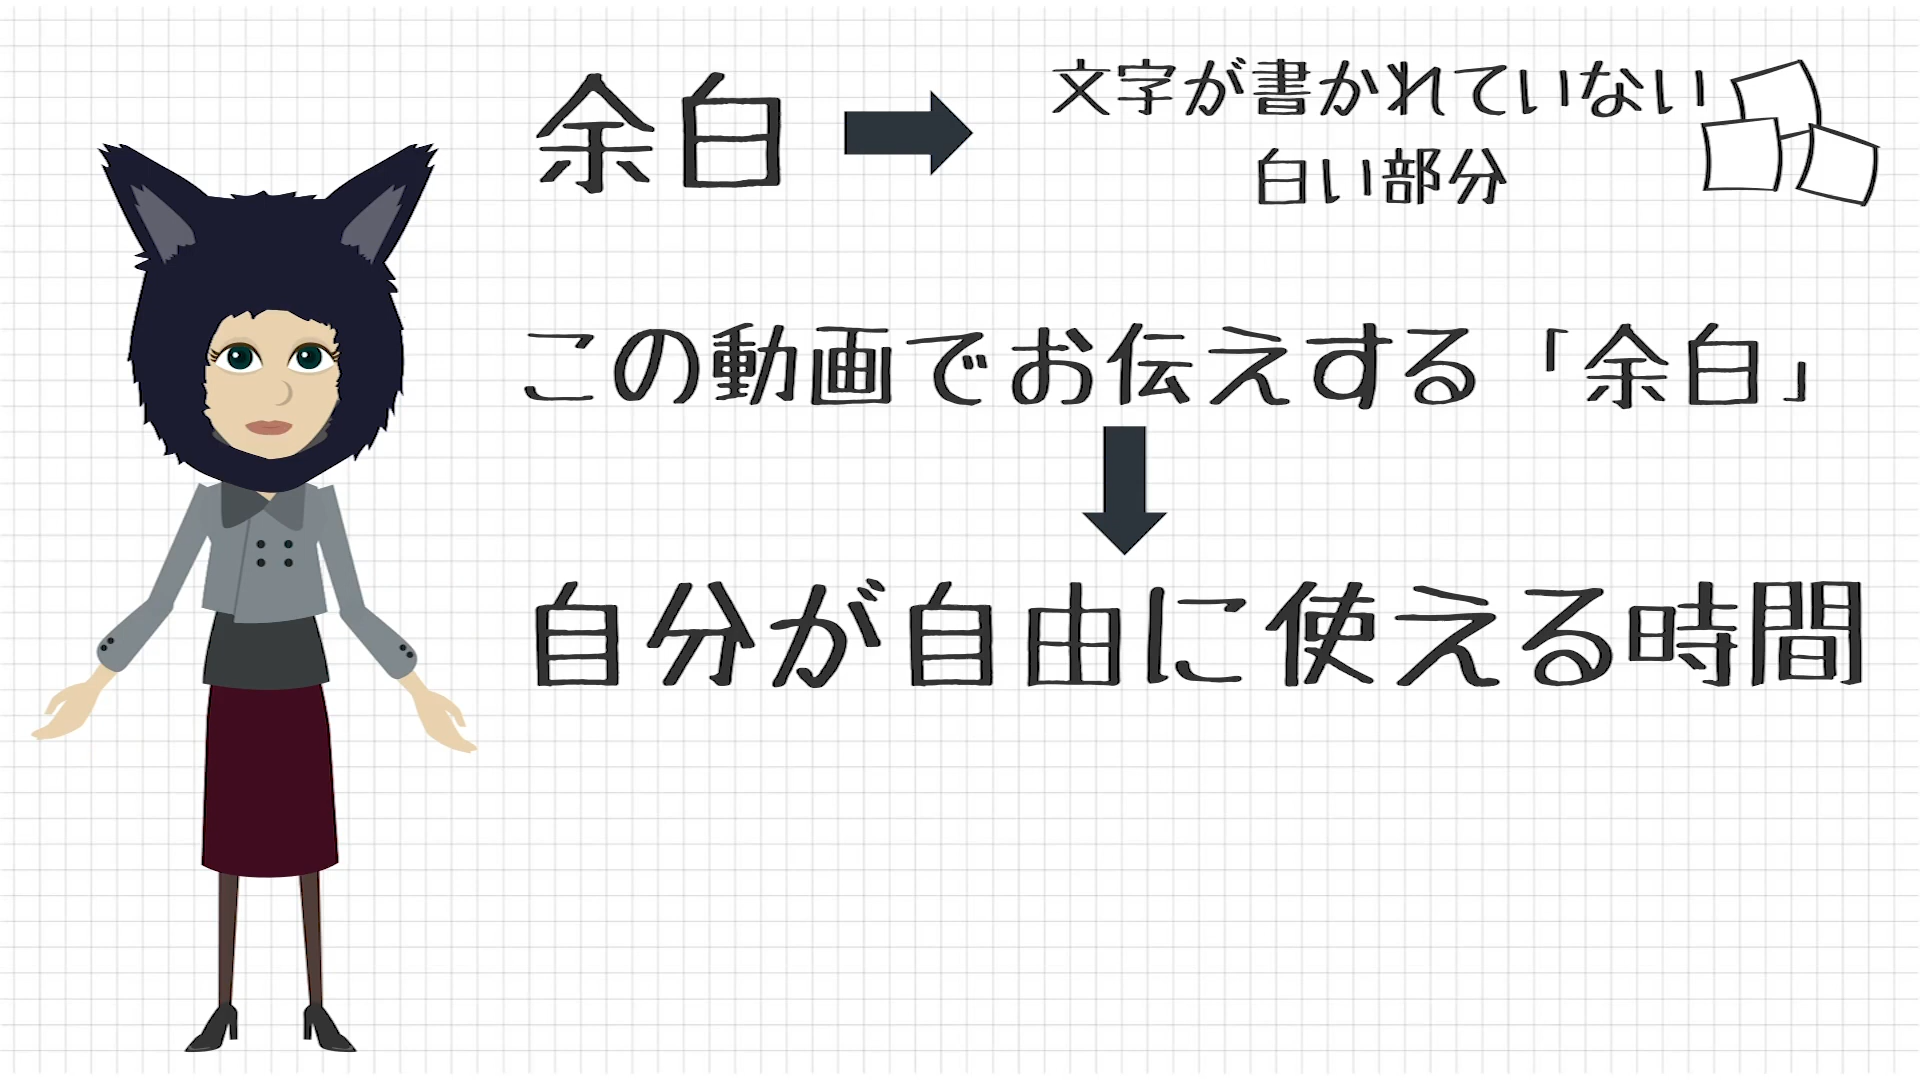 余白
文字が書かれていない
白い部分
この動画でお伝えする「余白」
自分が自由に使える時間